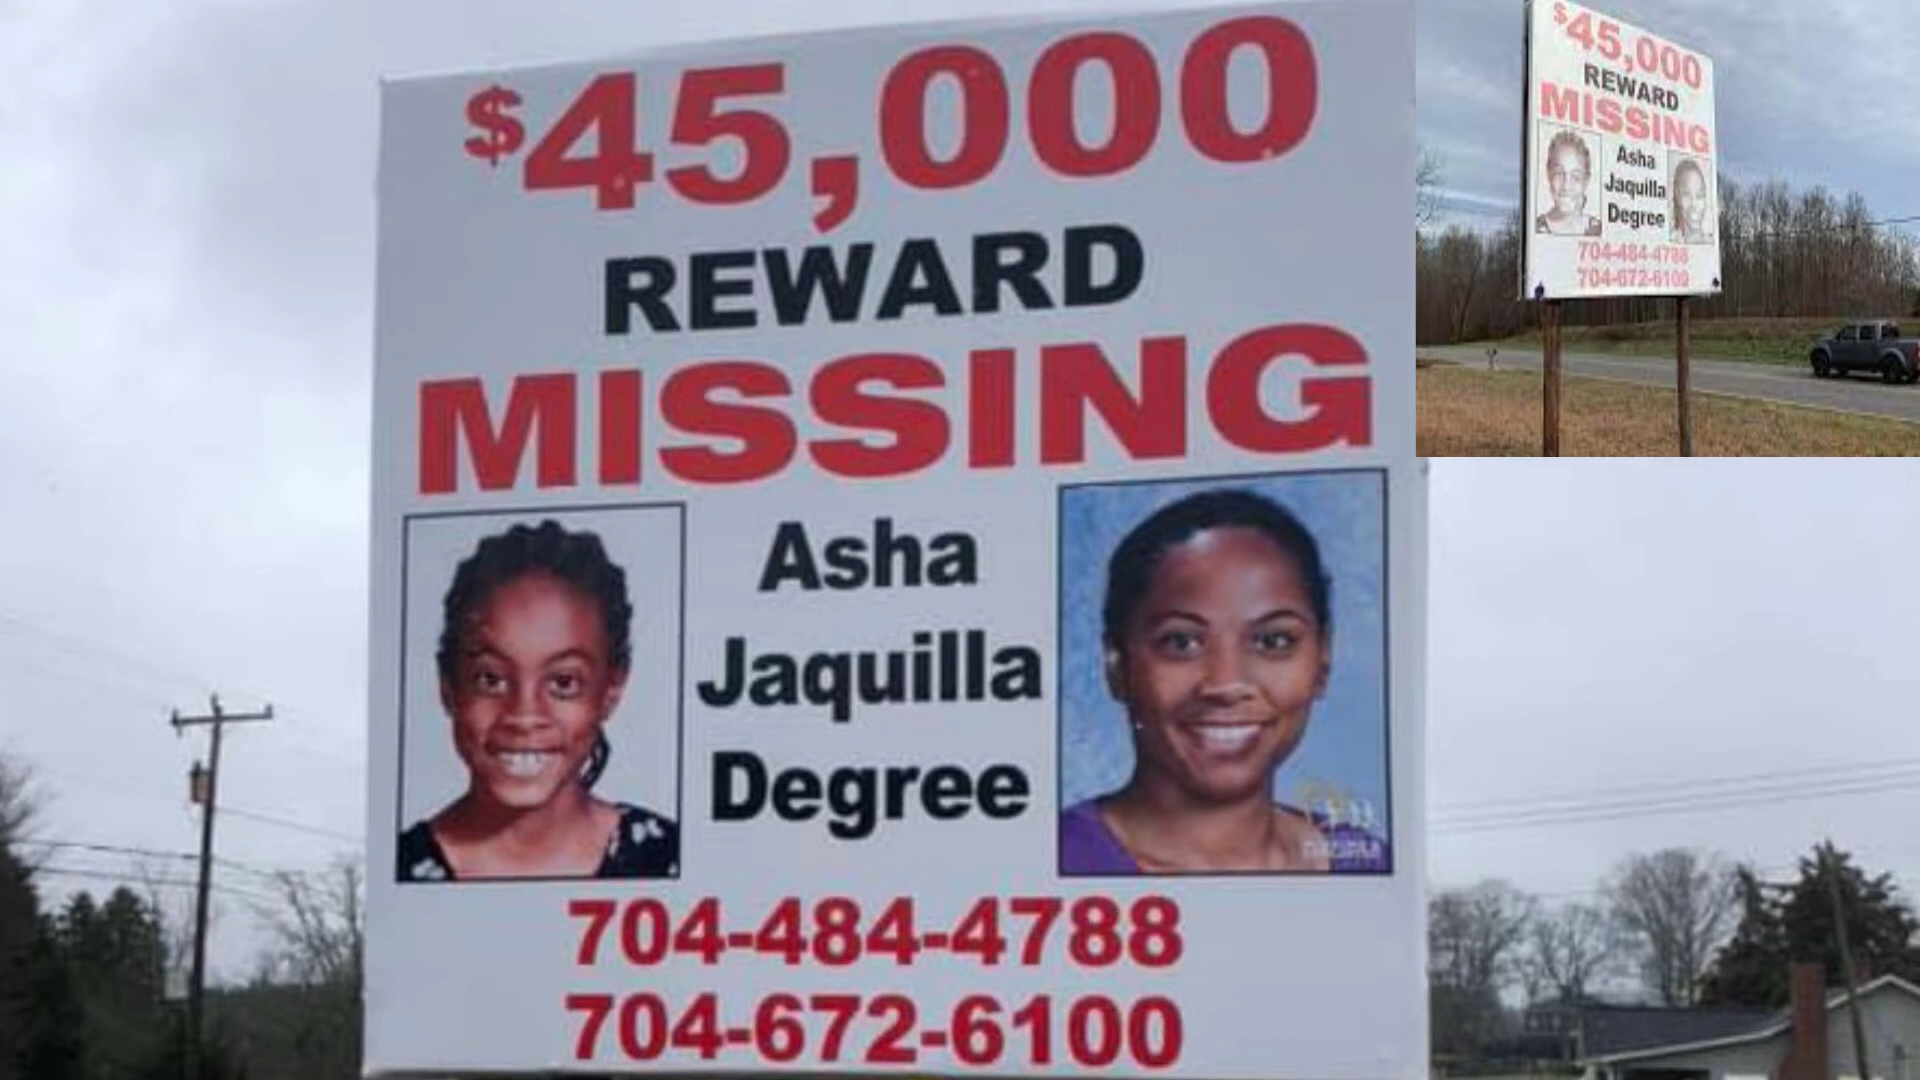 $45,000
REWARD
MISSING
Asha
Jaquilla
Degree
704-484-4788
704-672-6100
$45,000
REWARD
MISSING
Asha
Jaquilla
Degree
704-484-4788
704-672-6100